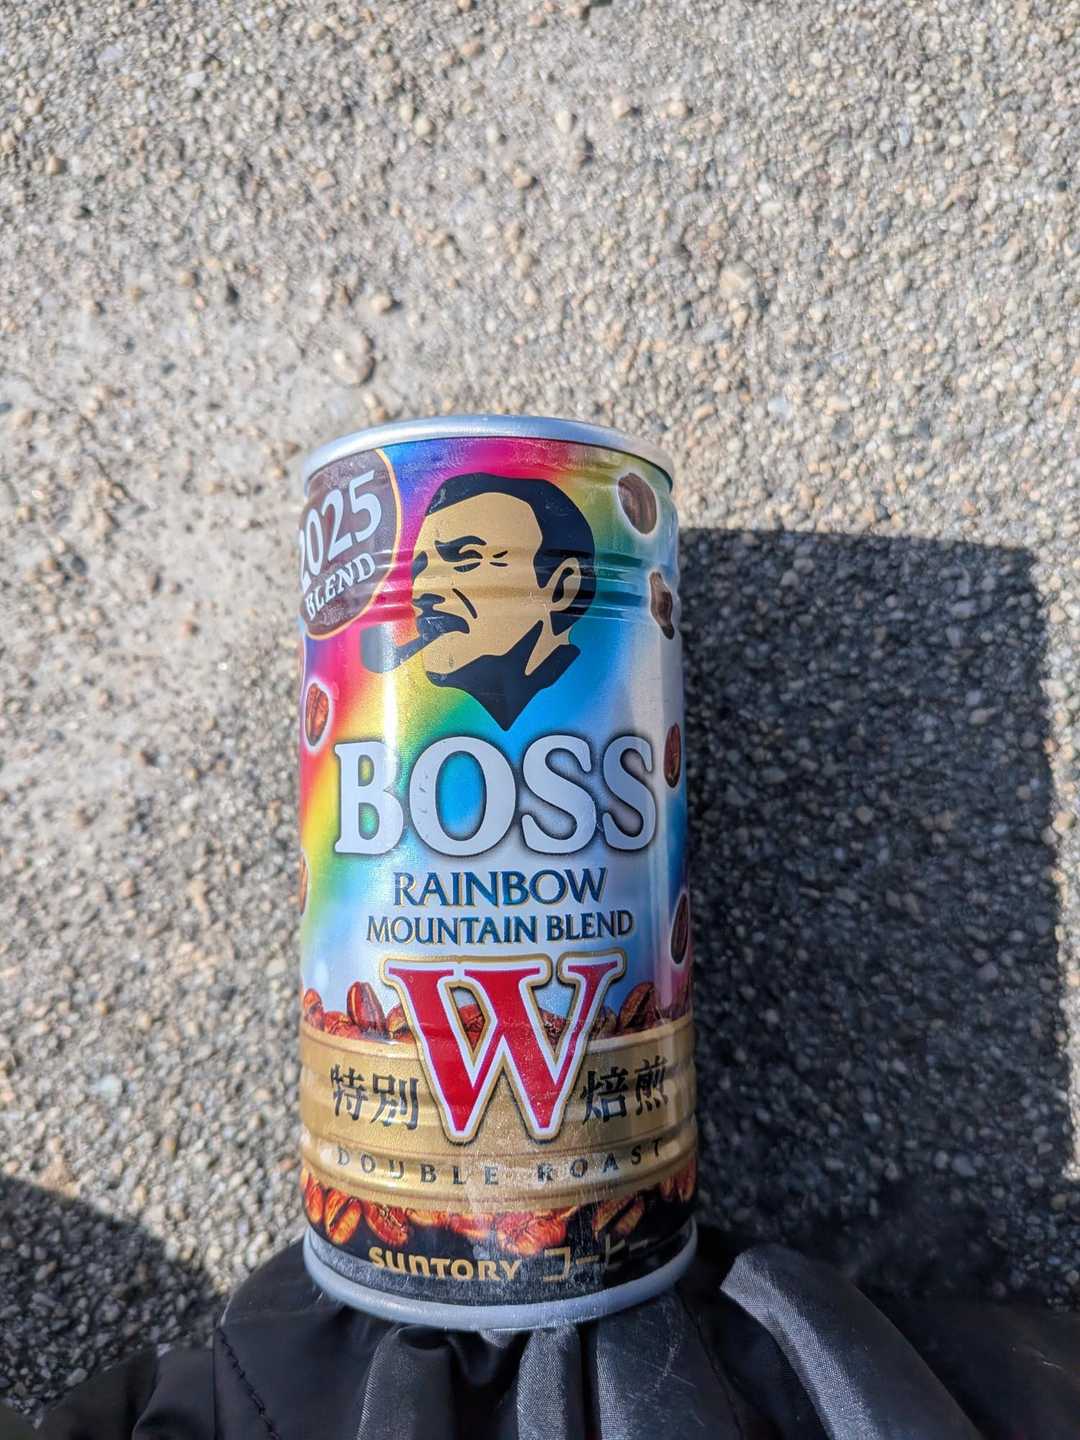 2025
BLEND
BOSS
RAINBOW
MOUNTAIN BLEND
W
特別 焙煎
DOUBLE ROAST
SUNTORY コーヒー